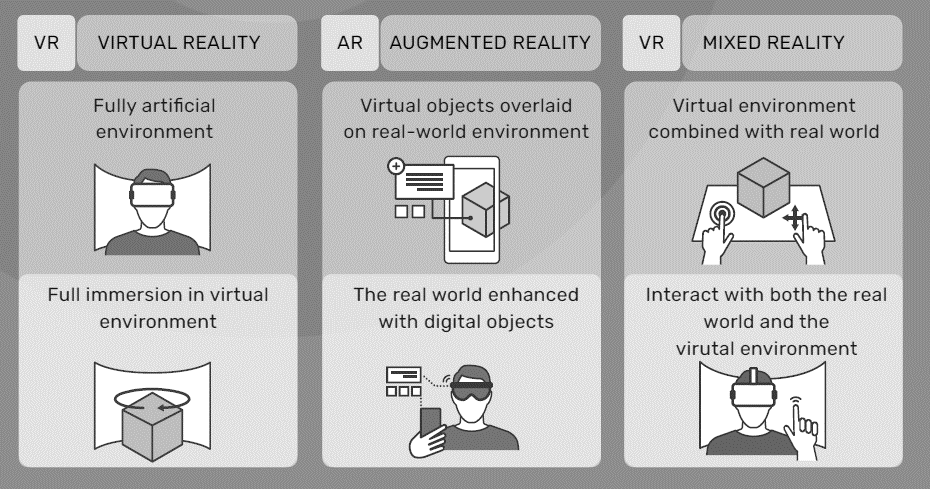 VR VIRTUAL REALITY
Fully artificial
environment
Full immersion in virtual
environment
AR AUGMENTED REALITY
Virtual objects overlaid
on real-world environment
The real world enhanced
with digital objects
VR MIXED REALITY
Virtual environment
combined with real world
Interact with both the real
world and the
virutal environment